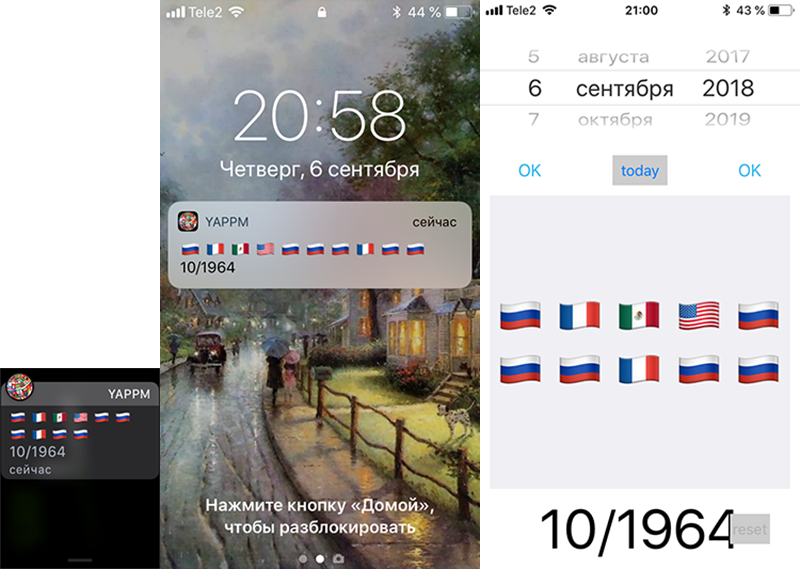 YAPPM
10/1964
сейчас
Tele2
44 %
20:58
Четверг, 6 сентября
YAPPM
сейчас
10/1964
Нажмите кнопку «Домой»,
чтобы разблокировать
Tele2 21:00 43 %
5 августа 2017
6 сентября 2018
7 октября 2019
OK today OK
10/1964
reset